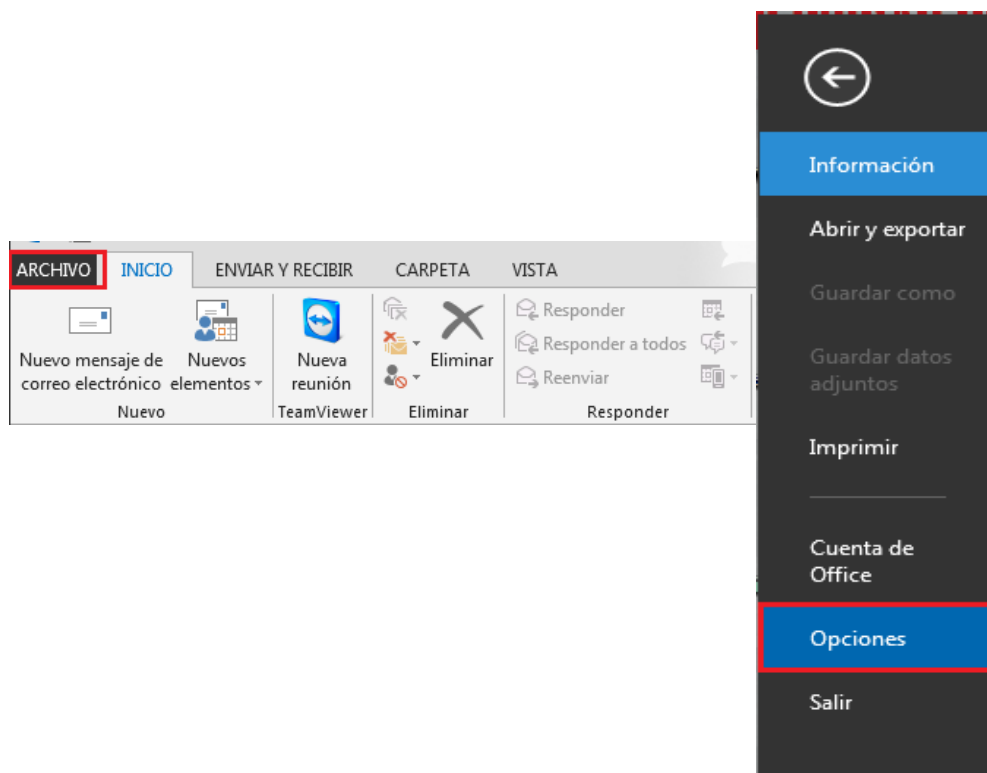 ARCHIVO INICIO ENVIAR Y RECIBIR CARPETA VISTA
Nuevo mensaje de
correo electrónico
Nuevos
elementos
Nuevo
Nueva
reunión
TeamViewer
Eliminar
Eliminar
Responder
Responder a todos
Reenviar
Responder
Información
Abrir y exportar
Guardar como
Guardar datos
adjuntos
Imprimir
Cuenta de
Office
Opciones
Salir